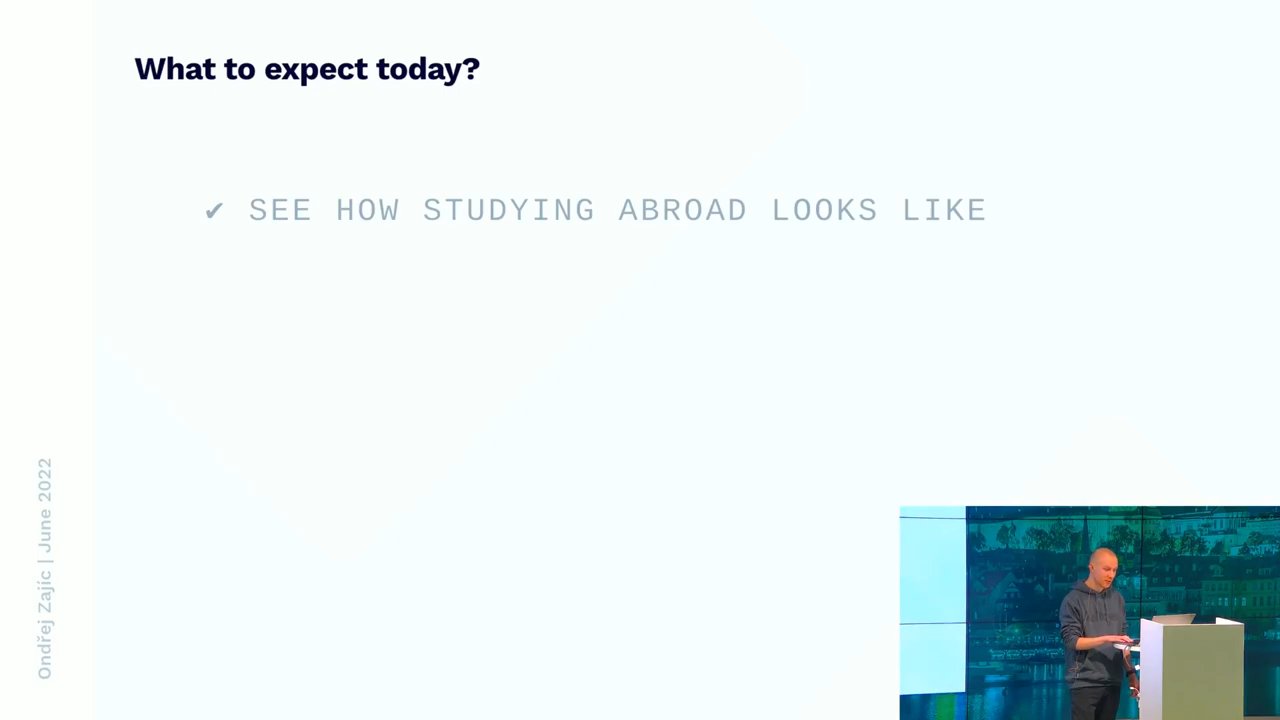 What to expect today?
✔ SEE HOW STUDYING ABROAD LOOKS LIKE
Ondřej Zajíc | June 2022